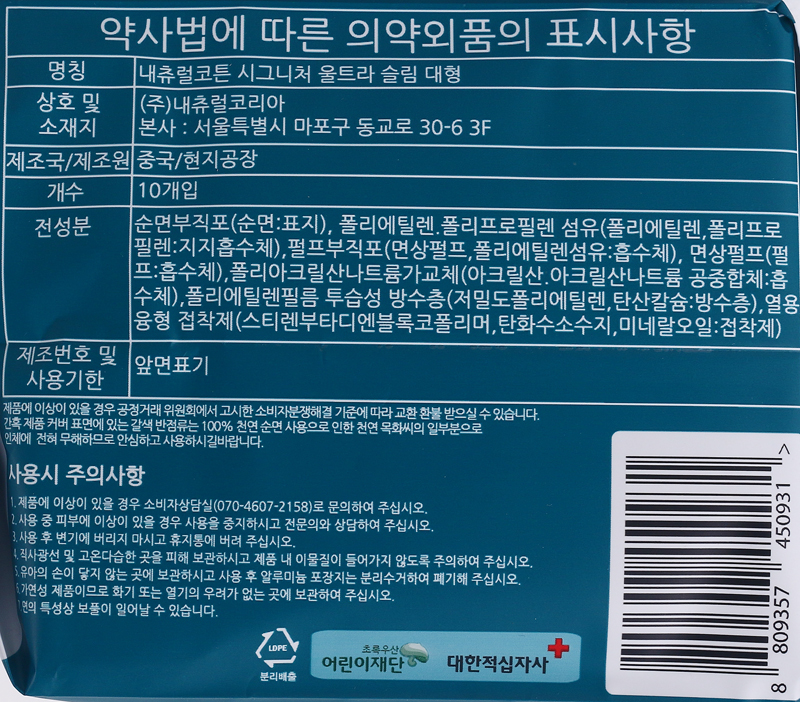 약사법에 따른 의약외품의 표시사항
명칭 내츄럴코튼 시그니처 울트라 슬림 대형
상호 및 소재지 (주)내츄럴코리아
본사 : 서울특별시 마포구 동교로 30-6 3F
제조국/제조원 중국/현지공장
개수 10개입
전성분 순면부직포(순면:표지), 폴리에틸렌.폴리프로필렌 섬유(폴리에틸렌,폴리프로
필렌:지지흡수체),펄프부직포(면상펄프,폴리에틸렌섬유:흡수체), 면상펄프(펄
프:흡수체),폴리아크릴산나트륨가교체(아크릴산.아크릴산나트륨 공중합체:흡
수체),폴리에틸렌필름 투습성 방수층(저밀도폴리에틸렌,탄산칼슘:방수층),열용
융형 접착제(스티렌부타디엔블록코폴리머,탄화수소수지,미네랄오일:접착제)
제조번호 및 사용기한 앞면표기
제품에 이상이 있을 경우 공정거래 위원회에서 고시한 소비자분쟁해결 기준에 따라 교환 환불 받으실 수 있습니다.
간혹 제품 커버 표면에 있는 갈색 반점류는 100% 천연 순면 사용으로 인한 천연 목화씨의 일부분으로
인체에 전혀 무해하므로 안심하고 사용하시길바랍니다.
사용시 주의사항
1. 제품에 이상이 있을 경우 소비자상담실(070-4607-2158)로 문의하여 주십시오.
2. 사용 중 피부에 이상이 있을 경우 사용을 중지하시고 전문의와 상담하여 주십시오.
3. 사용 후 변기에 버리지 마시고 휴지통에 버려 주십시오.
4. 직사광선 및 고온다습한 곳을 피해 보관하시고 제품 내 이물질이 들어가지 않도록 주의하여 주십시오.
5. 유아의 손이 닿지 않는 곳에 보관하시고 사용 후 알루미늄 포장지는 분리수거하여 폐기해 주십시오.
가연성 제품이므로 화기 또는 열기의 우려가 없는 곳에 보관하여 주십시오.
면의 특성상 보풀이 일어날 수 있습니다.
LDPE
분리배출
초록우산
어린이재단
대한적십자사
8 809357 450931 >